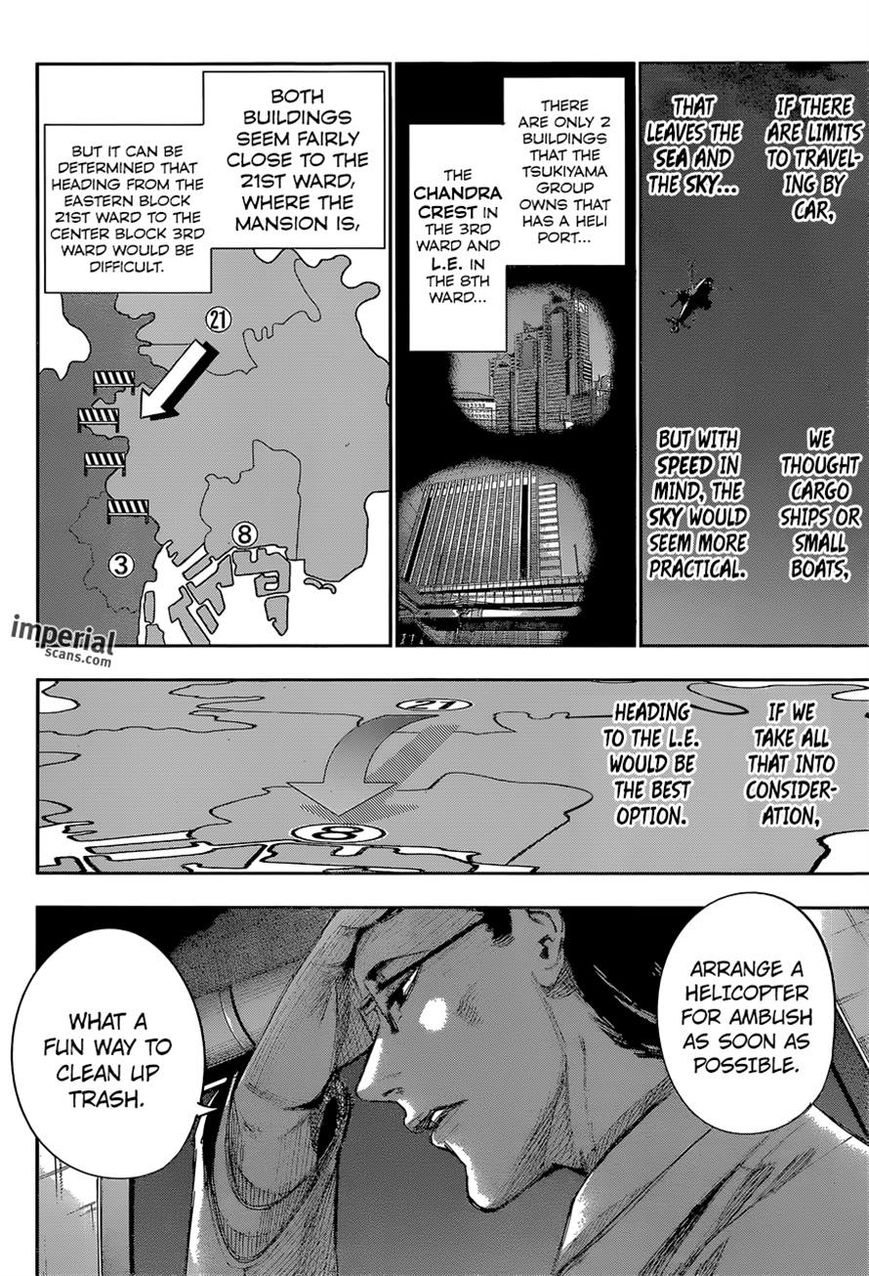 IF THERE
ARE LIMITS
TO TRAVEL-
ING BY
CAR,
THAT
LEAVES THE
SEA AND
THE SKY...
WE
THOUGHT
CARGO
SHIPS OR
SMALL
BOATS,
BUT WITH
SPEED IN
MIND, THE
SKY WOULD
SEEM MORE
PRACTICAL.
THERE
ARE ONLY 2
BUILDINGS
THAT THE
TSUKIYAMA
GROUP
OWNS THAT
HAS A HELI
PORT...
THE
CHANDRA
CREST IN
THE 3RD
WARD AND
L.E. IN
THE 8TH
WARD...
BOTH
BUILDINGS
SEEM FAIRLY
CLOSE TO THE
21ST WARD,
WHERE THE
MANSION IS,
BUT IT CAN BE
DETERMINED THAT
HEADING FROM THE
EASTERN BLOCK
21ST WARD TO THE
CENTER BLOCK 3RD
WARD WOULD BE
DIFFICULT.
21
8
3
imperial
scans.com
IF WE
TAKE ALL
THAT INTO
CONSIDER-
ATION,
HEADING
TO THE L.E.
WOULD BE
THE BEST
OPTION.
21
8
ARRANGE A
HELICOPTER
FOR AMBUSH
AS SOON AS
POSSIBLE.
WHAT A
FUN WAY TO
CLEAN UP
TRASH.